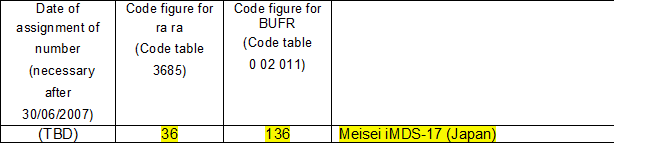 Date of
assignment of
number
(necessary
after
30/06/2007)
Code figure for
ra ra
(Code table
3685)
Code figure for
BUFR
(Code table
0 02 011)
(TBD)
36
136
Meisei iMDS-17 (Japan)